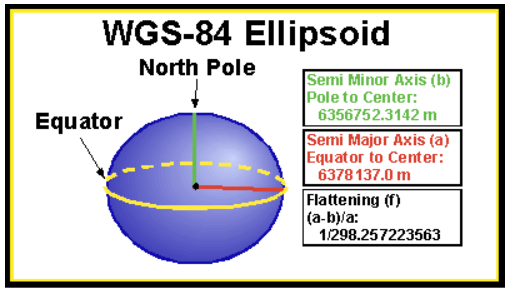 WGS-84 Ellipsoid
North Pole
Equator
Semi Minor Axis (b)
Pole to Center:
6356752.3142 m
Semi Major Axis (a)
Equator to Center:
6378137.0 m
Flattening (f)
(a-b)/a:
1/298.257223563